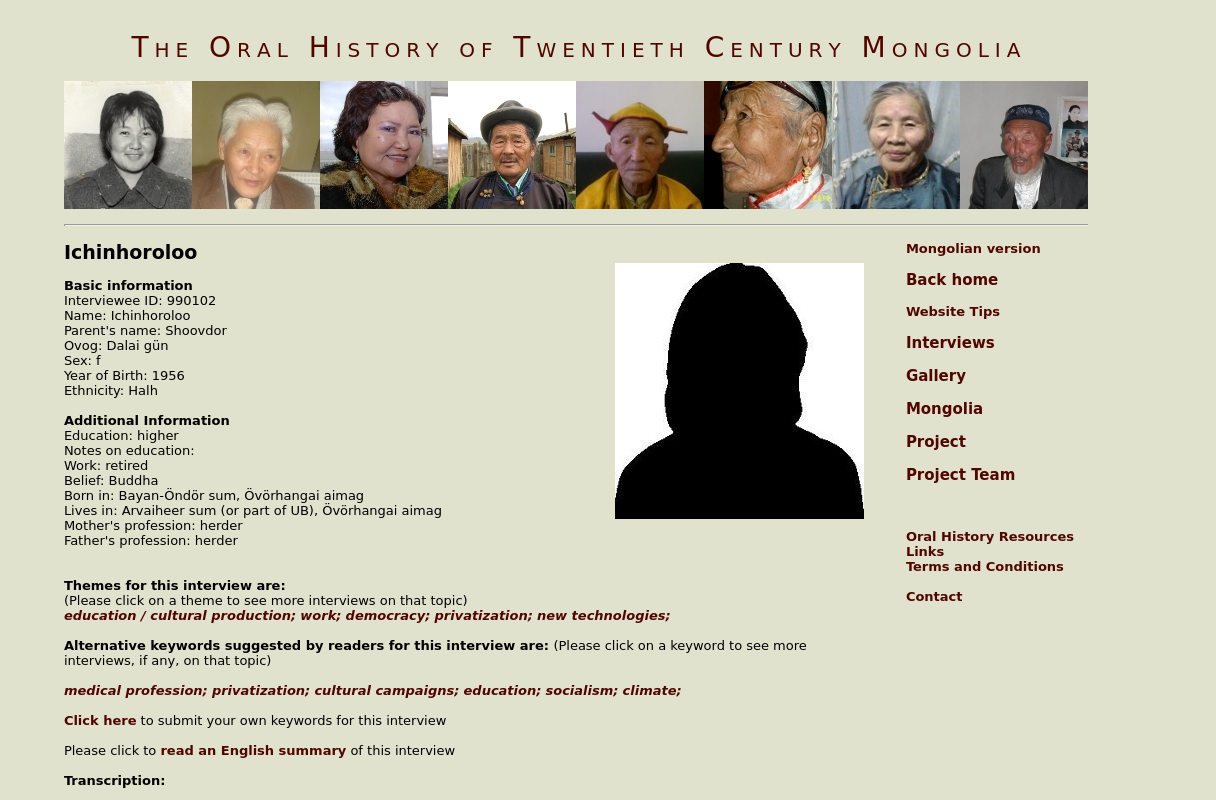 The Oral History of Twentieth Century Mongolia
Ichinhoroloo
Basic information
Interviewee ID: 990102
Name: Ichinhoroloo
Parent's name: Shoovdor
Ovog: Dalai gün
Sex: f
Year of Birth: 1956
Ethnicity: Halh
Additional Information
Education: higher
Notes on education:
Work: retired
Belief: Buddha
Born in: Bayan-Öndör sum, Övörhangai aimag
Lives in: Arvaiheer sum (or part of UB), Övörhangai aimag
Mother's profession: herder
Father's profession: herder
Themes for this interview are:
(Please click on a theme to see more interviews on that topic)
education / cultural production; work; democracy; privatization; new technologies;
Alternative keywords suggested by readers for this interview are: (Please click on a keyword to see more
interviews, if any, on that topic)
medical profession; privatization; cultural campaigns; education; socialism; climate;
Click here to submit your own keywords for this interview
Please click to read an English summary of this interview
Transcription:
Mongolian version
Back home
Website Tips
Interviews
Gallery
Mongolia
Project
Project Team
Oral History Resources
Links
Terms and Conditions
Contact